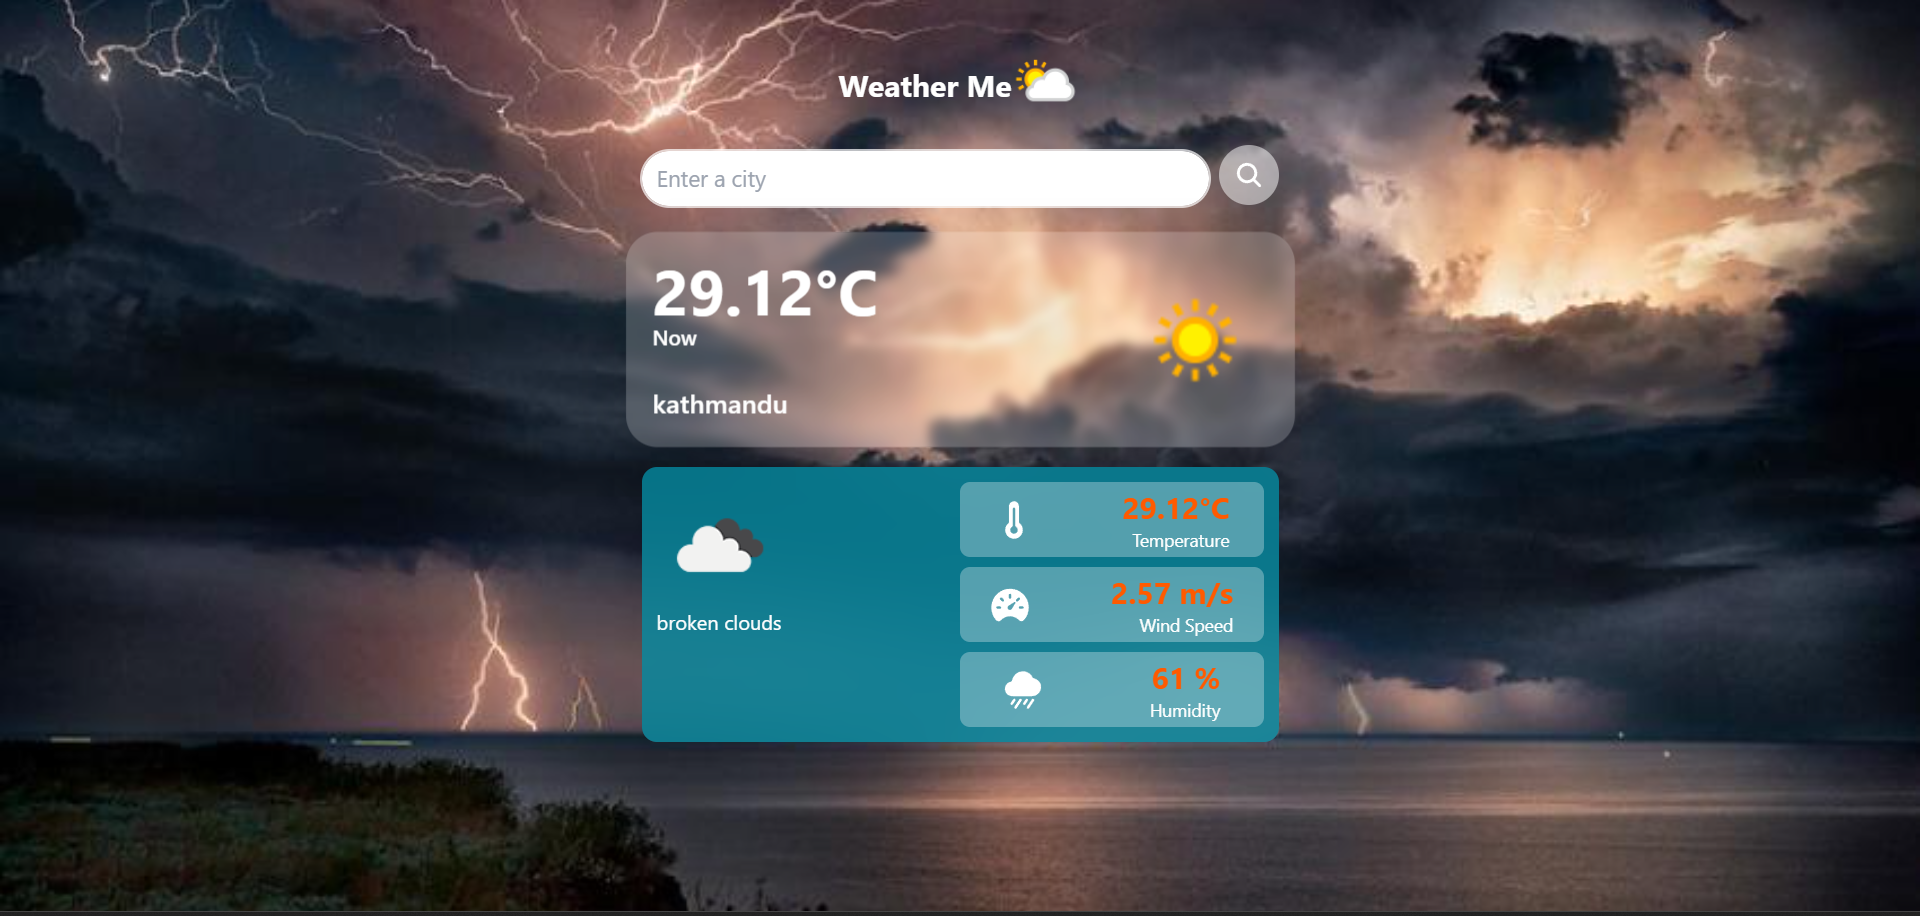 Weather Me
Enter a city
29.12°C
Now
kathmandu
broken clouds
29.12°C
Temperature
2.57 m/s
Wind Speed
61 %
Humidity